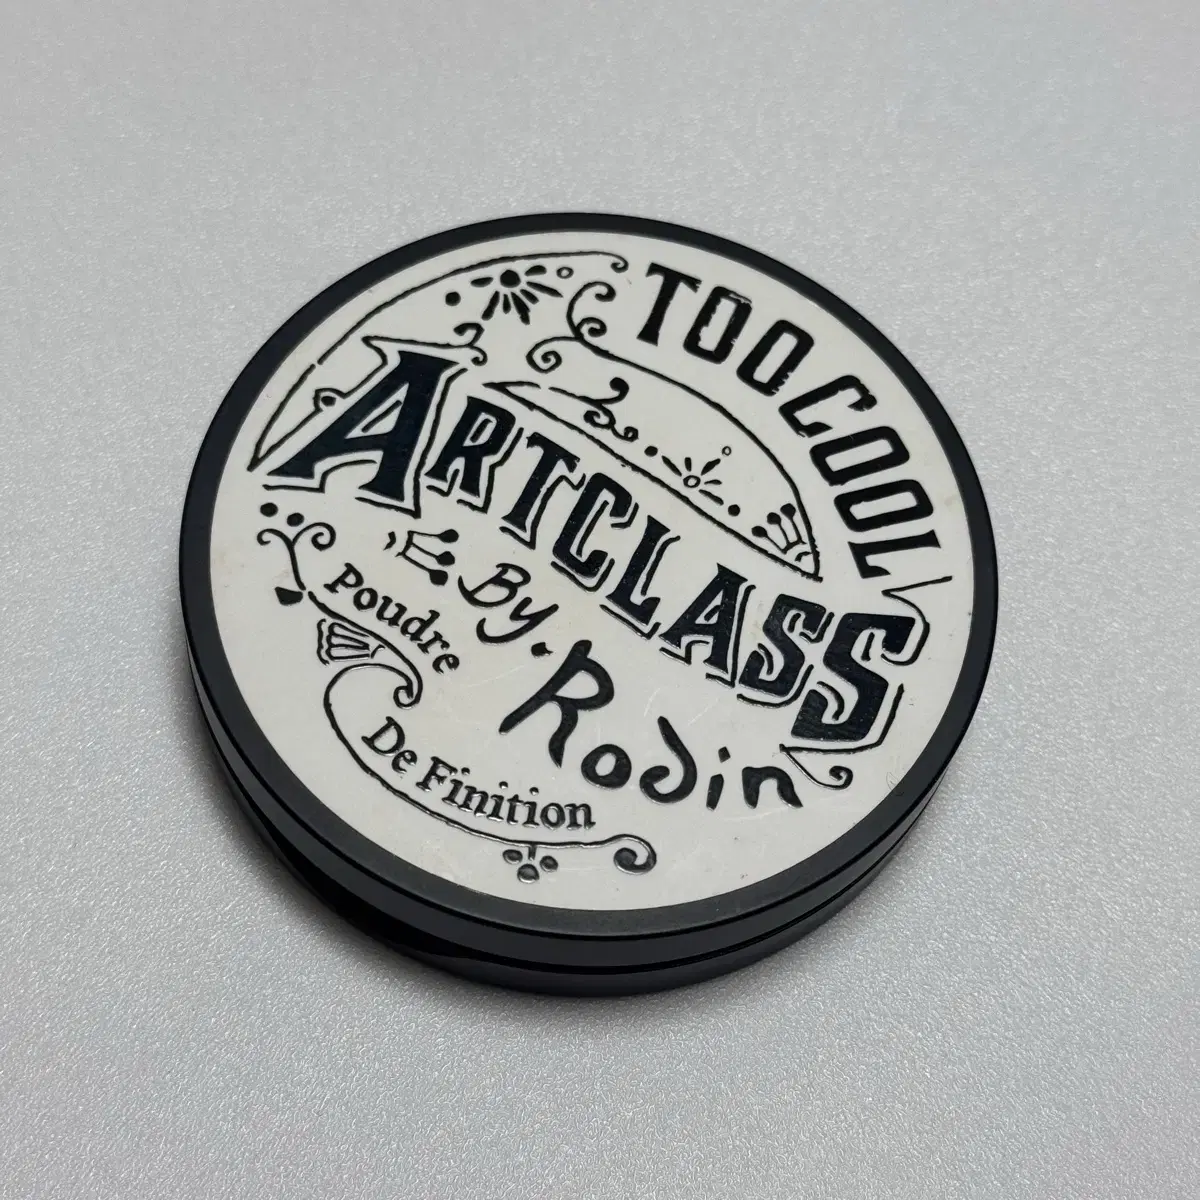 TOO COOL
ARTCLASS
By. Rodin
Poudre
De Finition